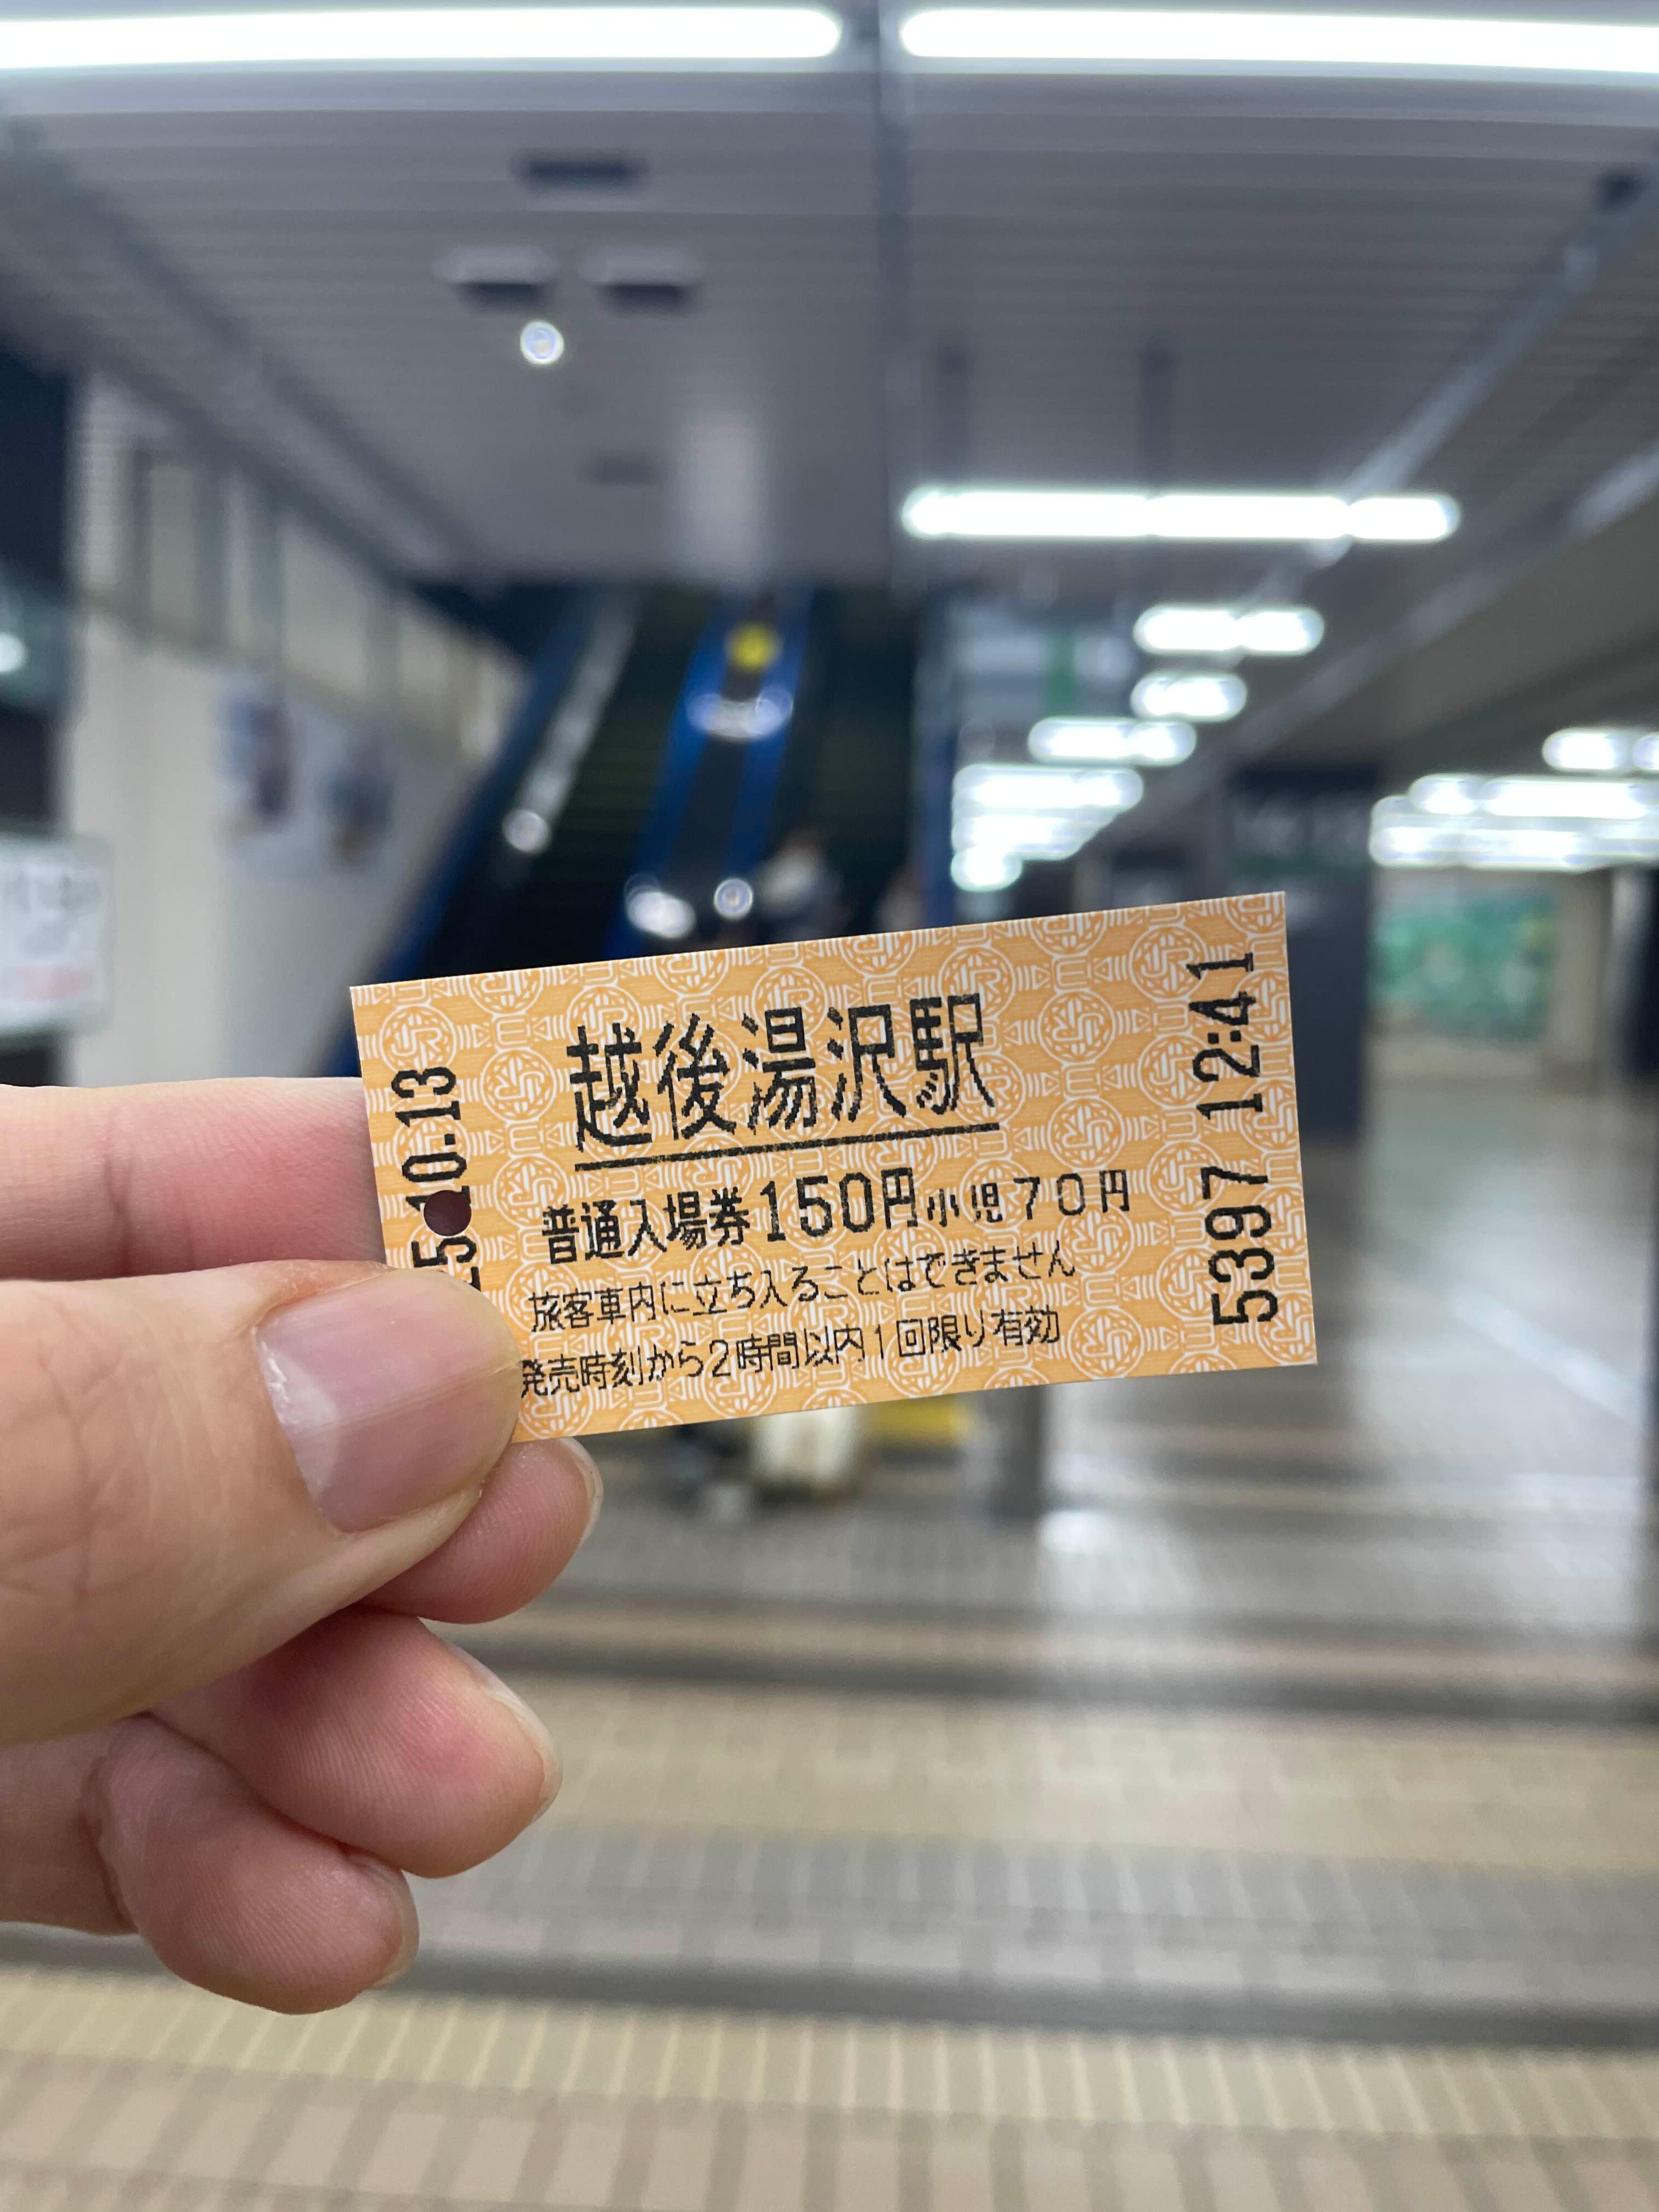 越後湯沢駅
普通入場券150円小児70円
旅客車内に立ち入ることはできません
発売時刻から2時間以内1回限り有効
10.13
5397 12:41